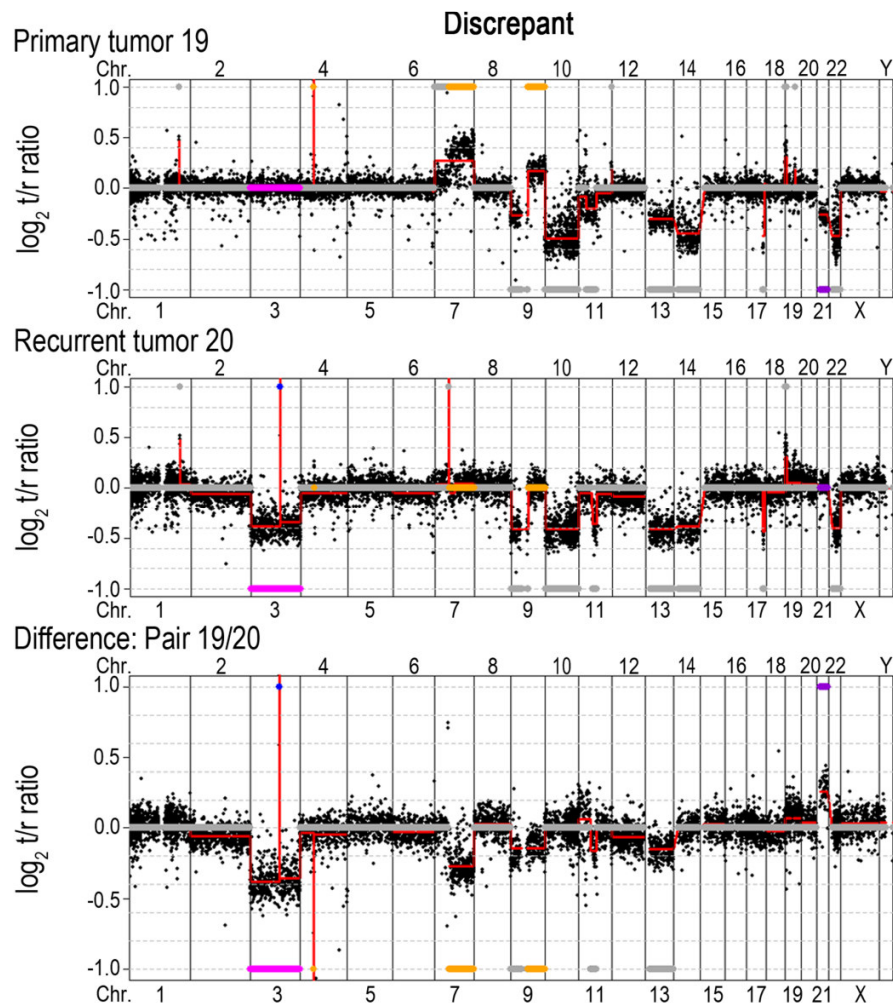 Discrepant
Primary tumor 19
Chr. 2 4 6 8 10 12 14 16 18 20 22 Y
1.0
0.5
0.0
-0.5
-1.0
log2 t/r ratio
Chr. 1 3 5 7 9 11 13 15 17 19 21 X
Recurrent tumor 20
Chr. 2 4 6 8 10 12 14 16 18 20 22 Y
1.0
0.5
0.0
-0.5
-1.0
log2 t/r ratio
Chr. 1 3 5 7 9 11 13 15 17 19 21 X
Difference: Pair 19/20
Chr. 2 4 6 8 10 12 14 16 18 20 22 Y
1.0
0.5
0.0
-0.5
-1.0
log2 t/r ratio
Chr. 1 3 5 7 9 11 13 15 17 19 21 X